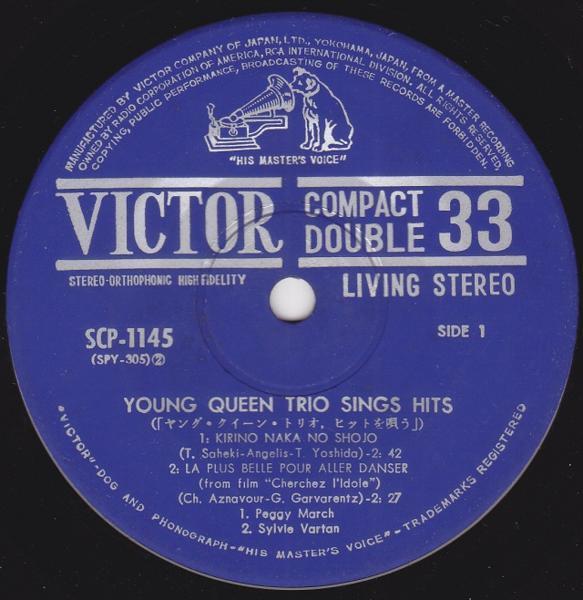 MANUFACTURED BY VICTOR COMPANY OF JAPAN, LTD., YOKOHAMA, JAPAN, FROM A MASTER RECORDING
OWNED BY RADIO CORPORATION OF AMERICA, RCA INTERNATIONAL DIVISION. ALL RIGHTS RESERVED,
COPYING, PUBLIC PERFORMANCE, BROADCASTING OF THESE RECORDS ARE FORBIDDEN.
"HIS MASTER'S VOICE"
VICTOR
COMPACT
DOUBLE 33
STEREO-ORTHOPHONIC HIGH FIDELITY
LIVING STEREO
SCP-1145
(SPY-305)②
SIDE 1
YOUNG QUEEN TRIO SINGS HITS
(「ヤング・クイーン・トリオ，ヒットを唄う」)
1: KIRINO NAKA NO SHOJO
(T. Saheki-Angelis-T. Yoshida)-2: 42
2: LA PLUS BELLE POUR ALLER DANSER
(from film "Cherchez l'Idole")
(Ch. Aznavour-G. Garvarentz)-2: 27
1. Peggy March
2. Sylvie Vartan
"VICTOR"-DOG AND PHONOGRAPH-"HIS MASTER'S VOICE"-TRADEMARKS REGISTERED